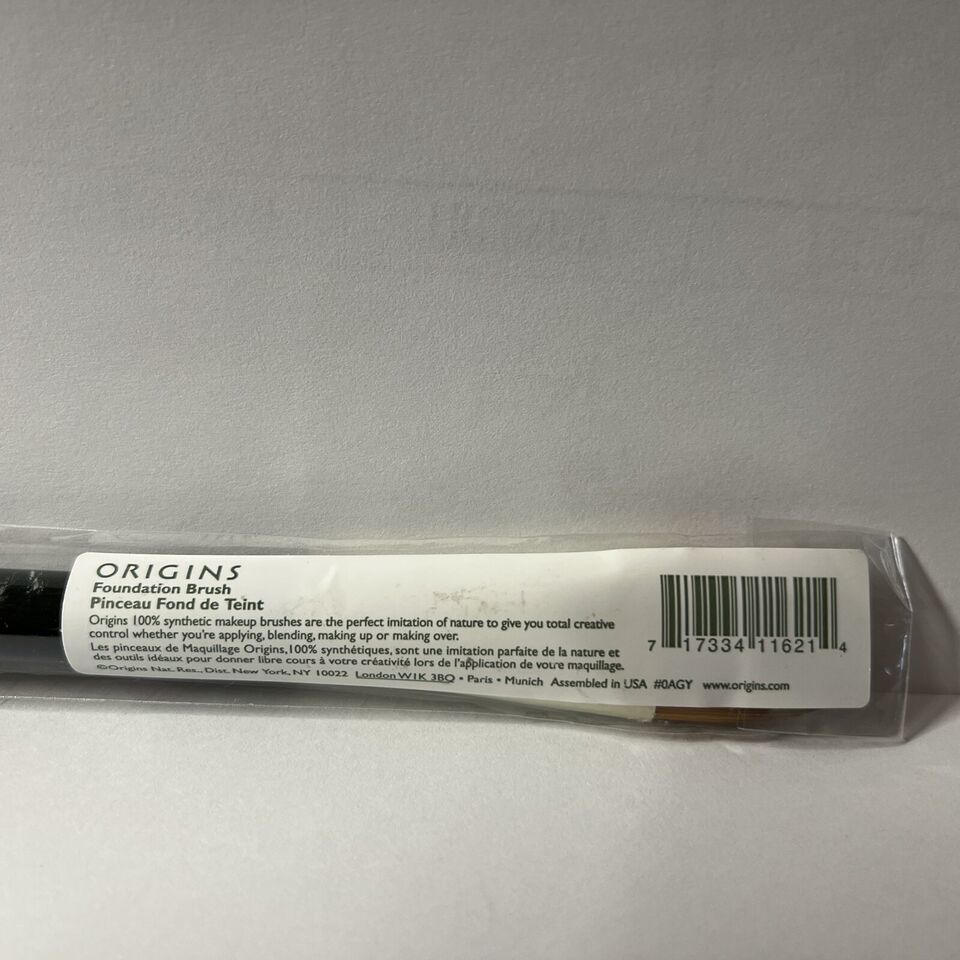 ORIGINS
Foundation Brush
Pinceau Fond de Teint
Origins 100% synthetic makeup brushes are the perfect imitation of nature to give you total creative
control whether you're applying, blending, making up or making over.
Les pinceaux de Maquillage Origins,100% synthétiques, sont une imitation parfaite de la nature et
des outils idéaux pour donner libre cours à votre créativité lors de l'application de votre maquillage.
©Origins Nat. Res., Dist. New York, NY 10022 London W1K 3BQ • Paris • Munich Assembled in USA #0AGY www.origins.com
7 17334 11621 4